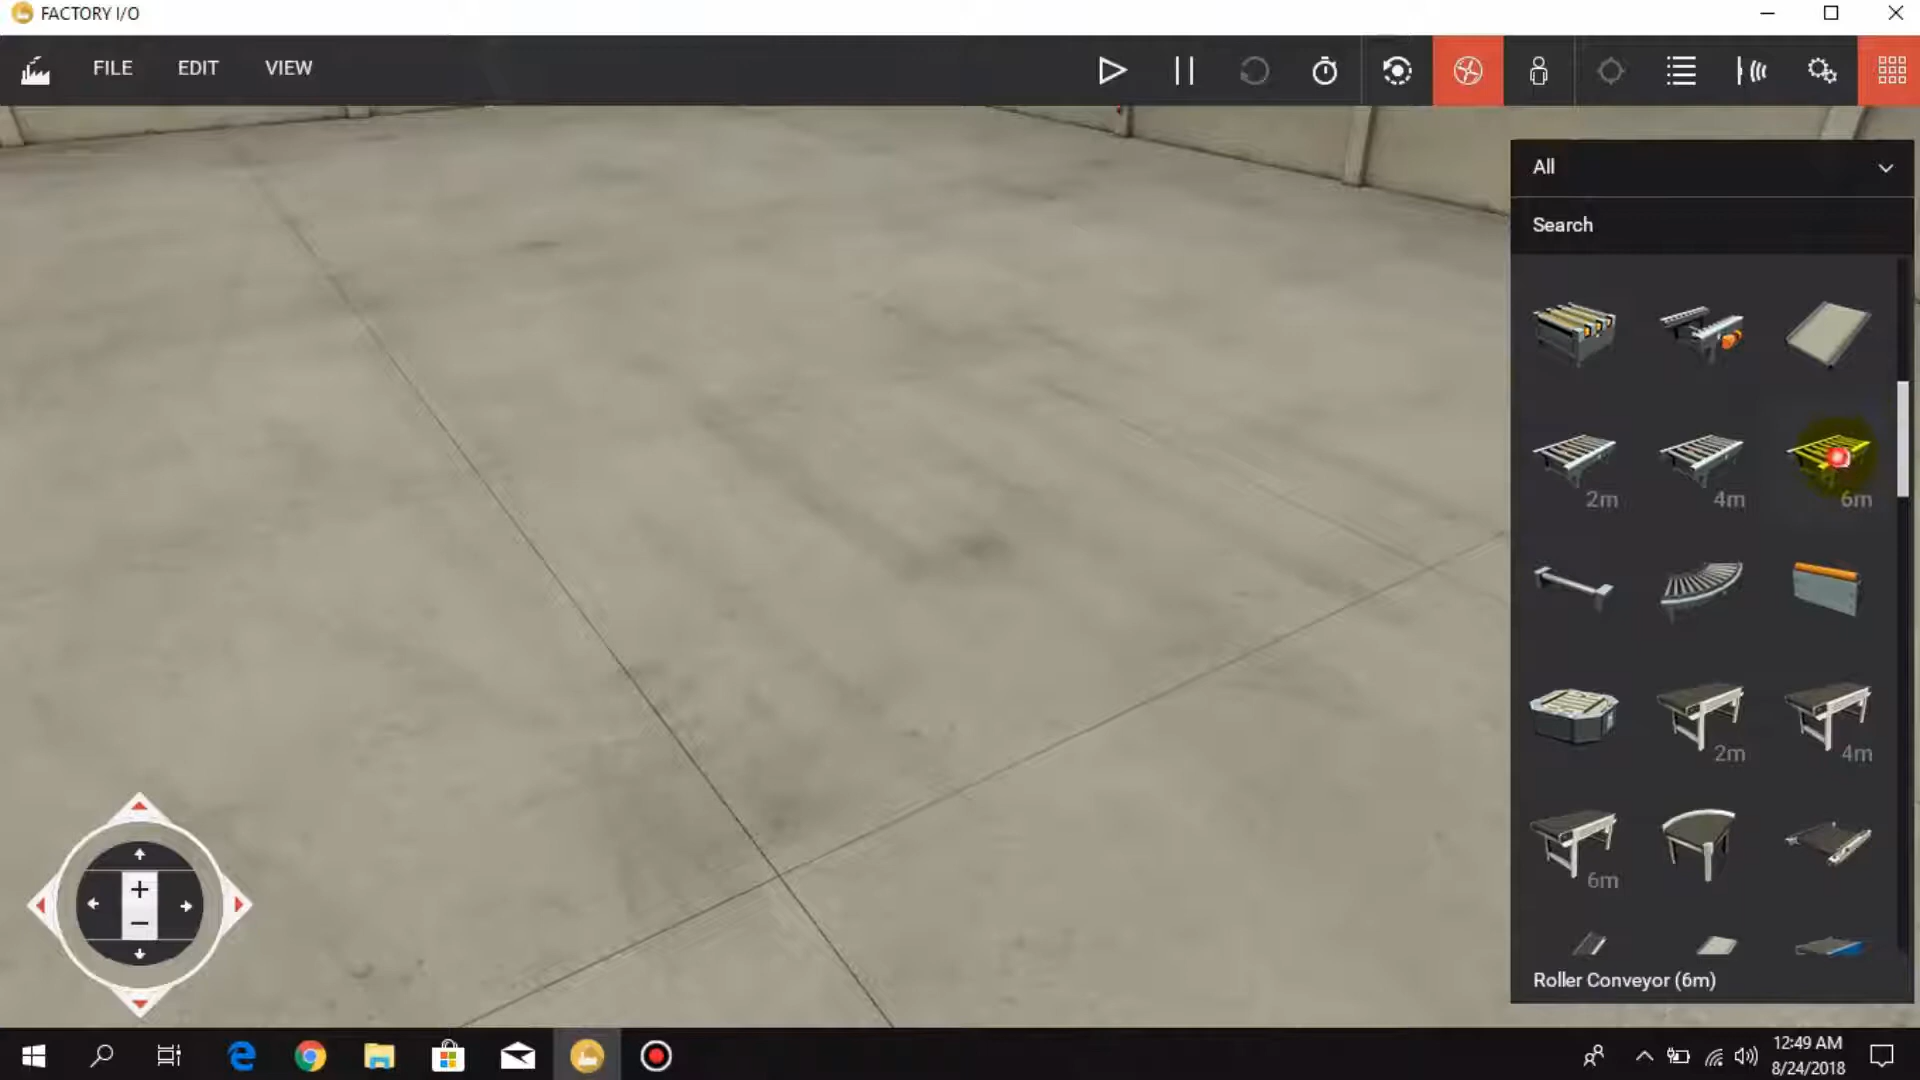 FACTORY I/O
FILE EDIT VIEW
All
Search
2m 4m 6m
2m 4m
6m
Roller Conveyor (6m)
12:49 AM
8/24/2018